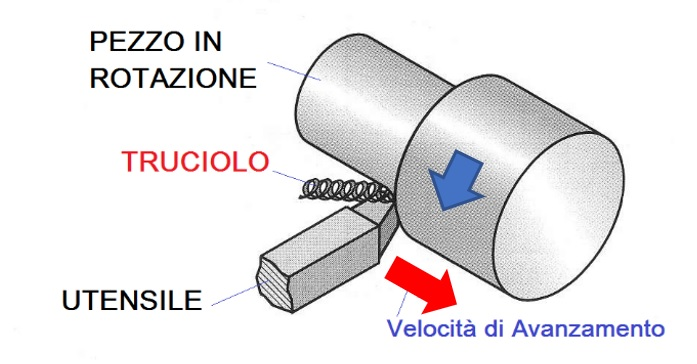 PEZZO IN
ROTAZIONE
TRUCIOLO
UTENSILE
Velocità di Avanzamento